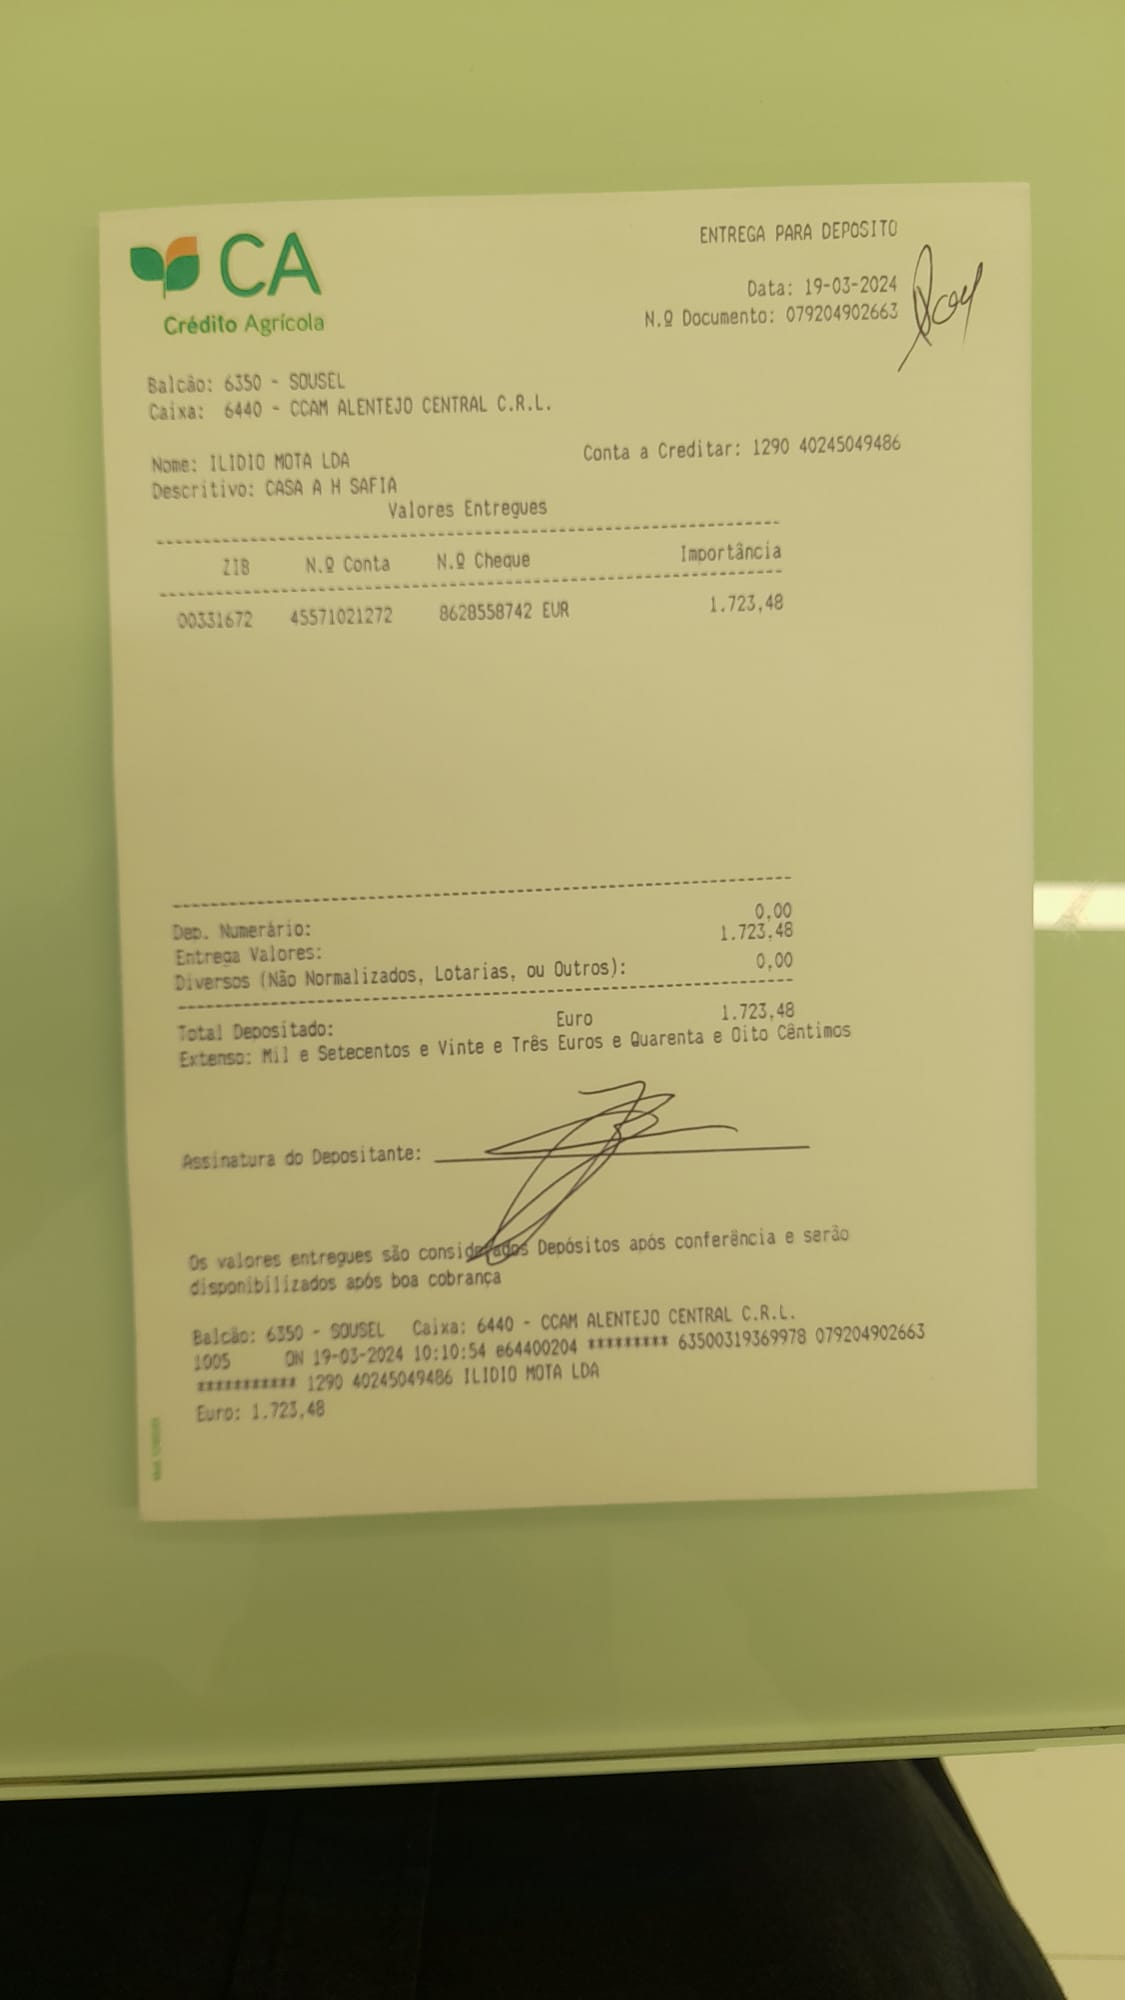 CA
Crédito Agrícola
ENTREGA PARA DEPOSITO
Data: 19-03-2024
N.º Documento: 079204902663
Balcão: 6350 - SOUSEL
Caixa: 6440 - CCAM ALENTEJO CENTRAL C.R.L.
Nome: ILIDIO MOTA LDA
Conta a Creditar: 1290 40245049486
Descritivo: CASA A H SAFIA
Valores Entregues
ZIB N.º Conta N.º Cheque Importância
00331672 45571021272 8628558742 EUR 1.723,48
Dep. Numerário: 0,00
Entrega Valores: 1.723,48
Diversos (Não Normalizados, Lotarias, ou Outros): 0,00
Total Depositado: Euro 1.723,48
Extenso: Mil e Setecentos e Vinte e Três Euros e Quarenta e Oito Cêntimos
Assinatura do Depositante:
Os valores entregues são considerados Depósitos após conferência e serão
disponibilizados após boa cobrança
Balcão: 6350 - SOUSEL Caixa: 6440 - CCAM ALENTEJO CENTRAL C.R.L.
1005 ON 19-03-2024 10:10:54 e64400204 ********* 63500319369978 079204902663
*********** 1290 40245049486 ILIDIO MOTA LDA
Euro: 1.723,48